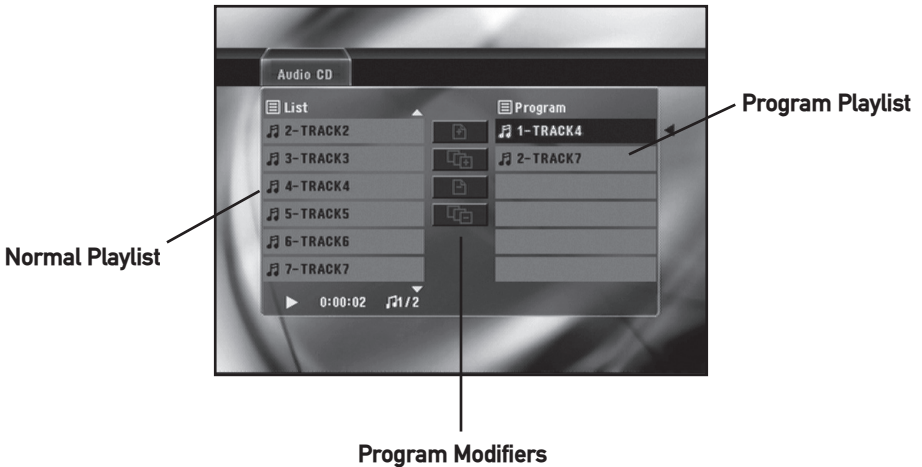 Audio CD
List
2-TRACK2
3-TRACK3
4-TRACK4
5-TRACK5
6-TRACK6
7-TRACK7
0:00:02 1/2
Program
1-TRACK4
2-TRACK7
Program Playlist
Normal Playlist
Program Modifiers